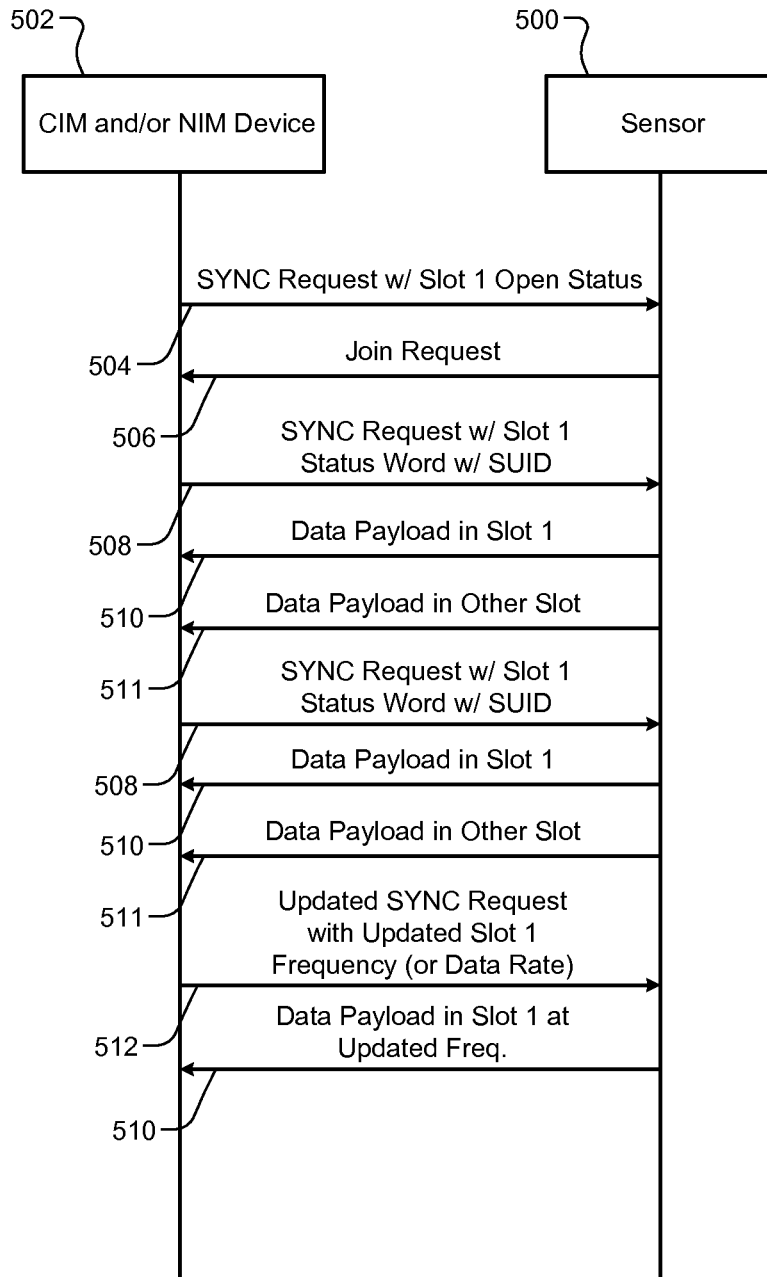 502
500
CIM and/or NIM Device
Sensor
SYNC Request w/ Slot 1 Open Status
504
Join Request
506
SYNC Request w/ Slot 1
Status Word w/ SUID
508
Data Payload in Slot 1
510
Data Payload in Other Slot
511
SYNC Request w/ Slot 1
Status Word w/ SUID
508
Data Payload in Slot 1
510
Data Payload in Other Slot
511
Updated SYNC Request
with Updated Slot 1
Frequency (or Data Rate)
512
Data Payload in Slot 1 at
Updated Freq.
510